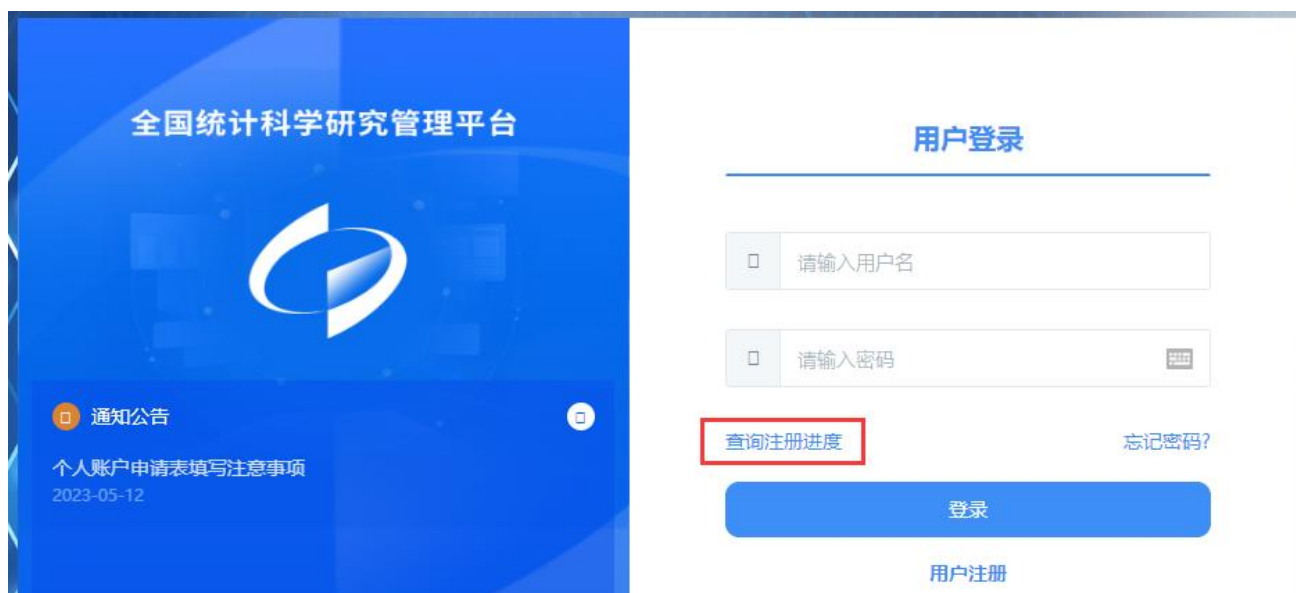 全国统计科学研究管理平台
通知公告
个人账户申请表填写注意事项
2023-05-12
用户登录
请输入用户名
请输入密码
查询注册进度
忘记密码?
登录
用户注册